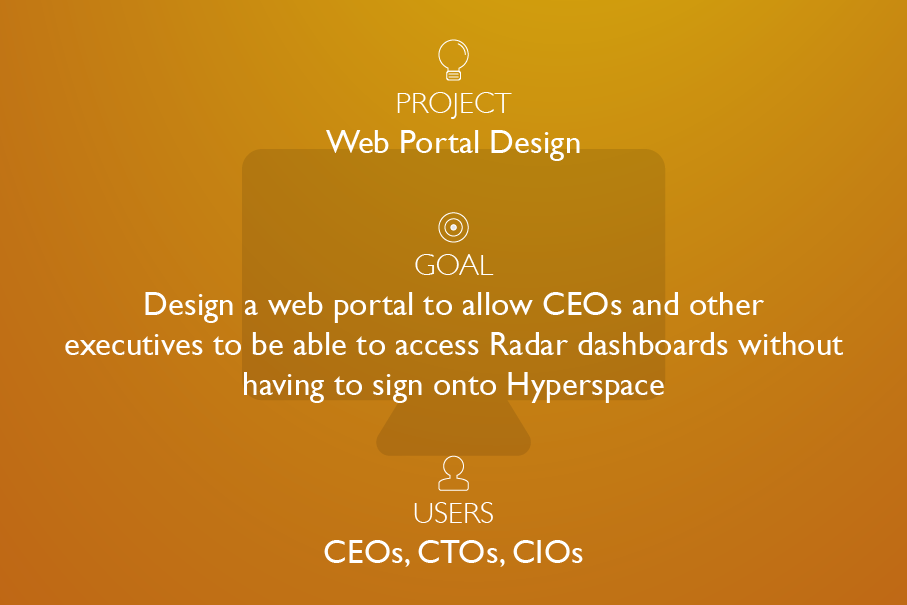 PROJECT
Web Portal Design
GOAL
Design a web portal to allow CEOs and other
executives to be able to access Radar dashboards without
having to sign onto Hyperspace
USERS
CEOs, CTOs, CIOs